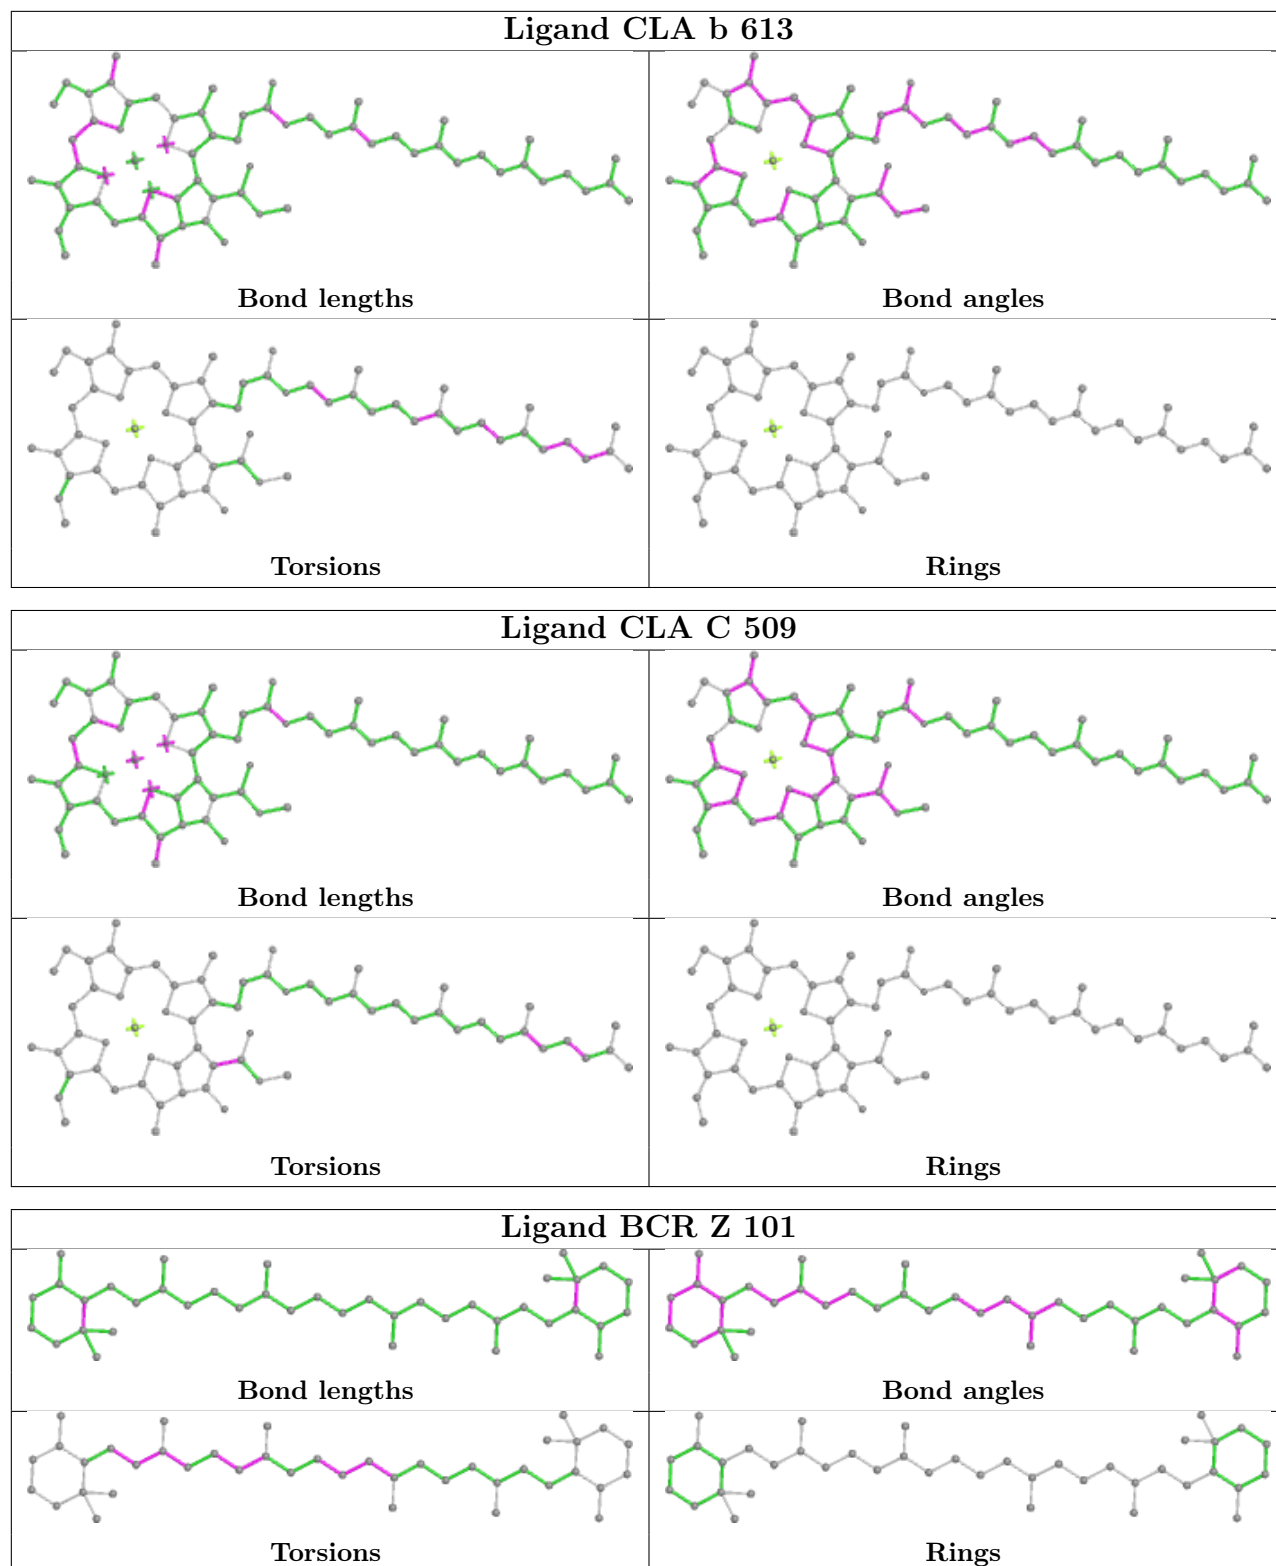 Ligand CLA b 613
Bond lengths
Bond angles
Torsions
Rings
Ligand CLA C 509
Bond lengths
Bond angles
Torsions
Rings
Ligand BCR Z 101
Bond lengths
Bond angles
Torsions
Rings